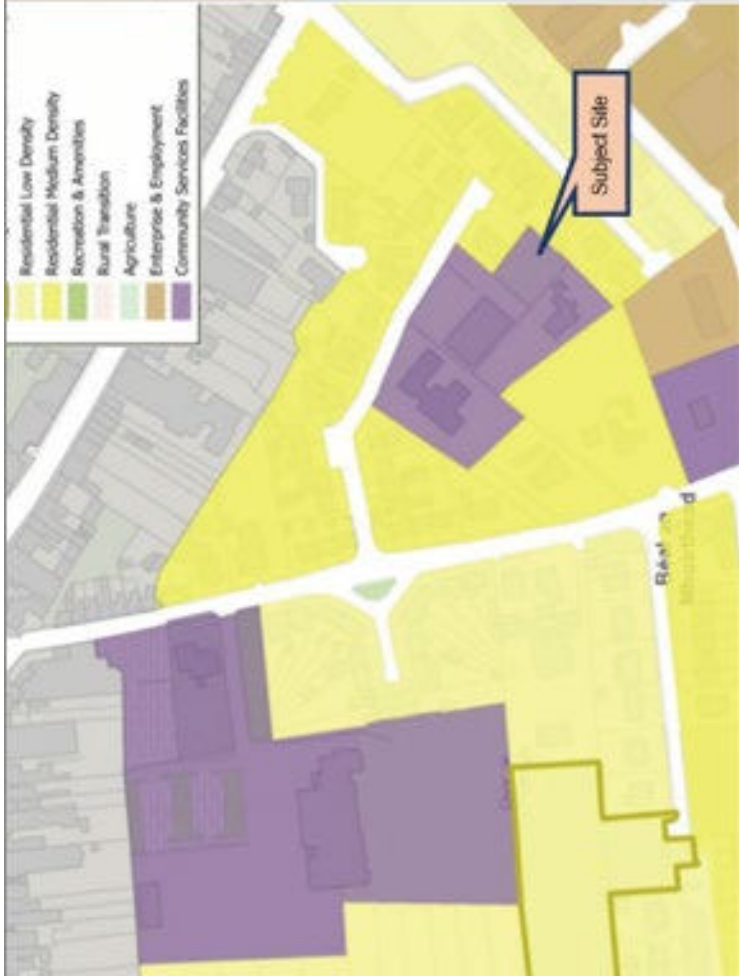 Residential Low Density
Residential Medium Density
Recreation & Amenities
Rural Transition
Agriculture
Enterprise & Employment
Community Services Facilities
Subject Site